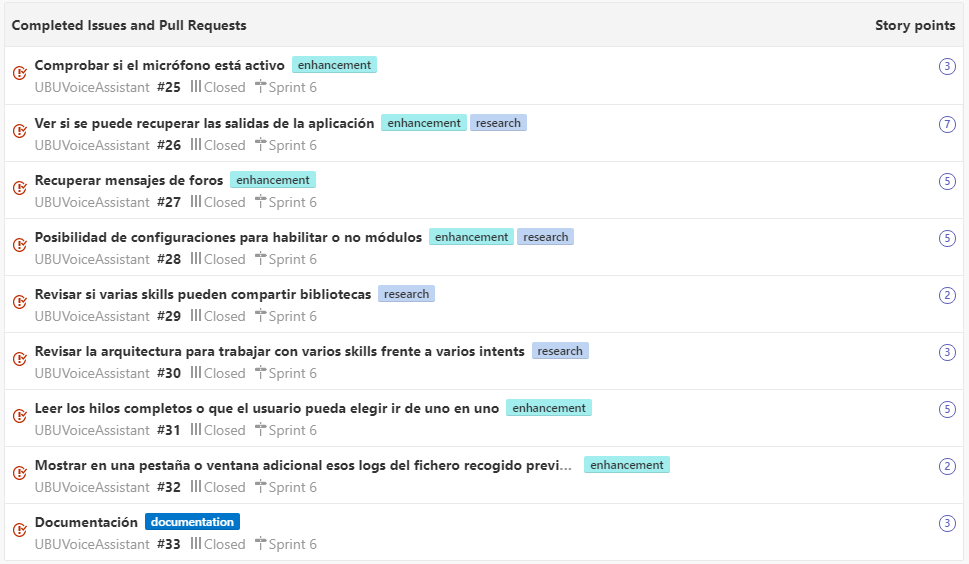 Completed Issues and Pull Requests Story points
Comprobar si el micrófono está activo enhancement 3
UBUVoiceAssistant #25 Closed Sprint 6
Ver si se puede recuperar las salidas de la aplicación enhancement research 7
UBUVoiceAssistant #26 Closed Sprint 6
Recuperar mensajes de foros enhancement 5
UBUVoiceAssistant #27 Closed Sprint 6
Posibilidad de configuraciones para habilitar o no módulos enhancement research 5
UBUVoiceAssistant #28 Closed Sprint 6
Revisar si varias skills pueden compartir bibliotecas research 2
UBUVoiceAssistant #29 Closed Sprint 6
Revisar la arquitectura para trabajar con varios skills frente a varios intents research 3
UBUVoiceAssistant #30 Closed Sprint 6
Leer los hilos completos o que el usuario pueda elegir ir de uno en uno enhancement 5
UBUVoiceAssistant #31 Closed Sprint 6
Mostrar en una pestaña o ventana adicional esos logs del fichero recogido previ... enhancement 2
UBUVoiceAssistant #32 Closed Sprint 6
Documentación documentation 3
UBUVoiceAssistant #33 Closed Sprint 6